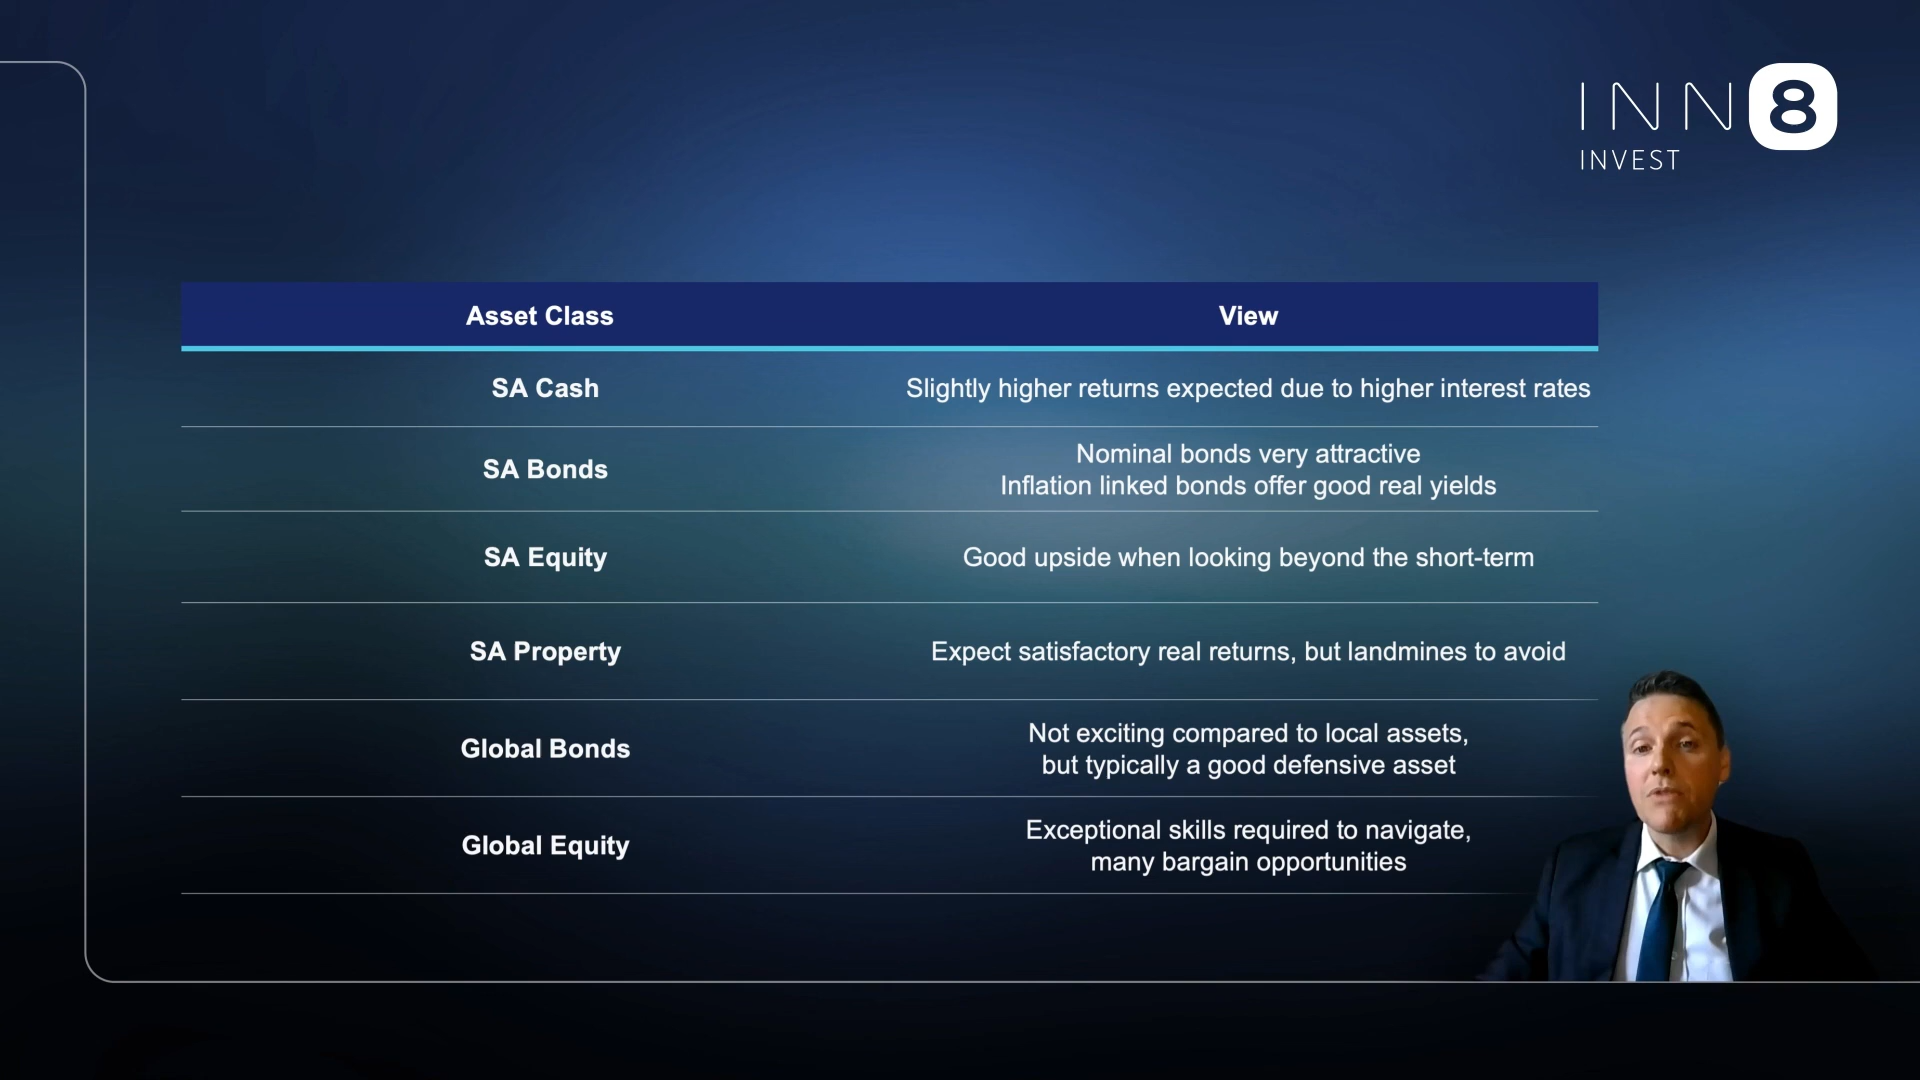 INN8
INVEST
Asset Class
View
SA Cash
Slightly higher returns expected due to higher interest rates
SA Bonds
Nominal bonds very attractive
Inflation linked bonds offer good real yields
SA Equity
Good upside when looking beyond the short-term
SA Property
Expect satisfactory real returns, but landmines to avoid
Global Bonds
Not exciting compared to local assets,
but typically a good defensive asset
Global Equity
Exceptional skills required to navigate,
many bargain opportunities